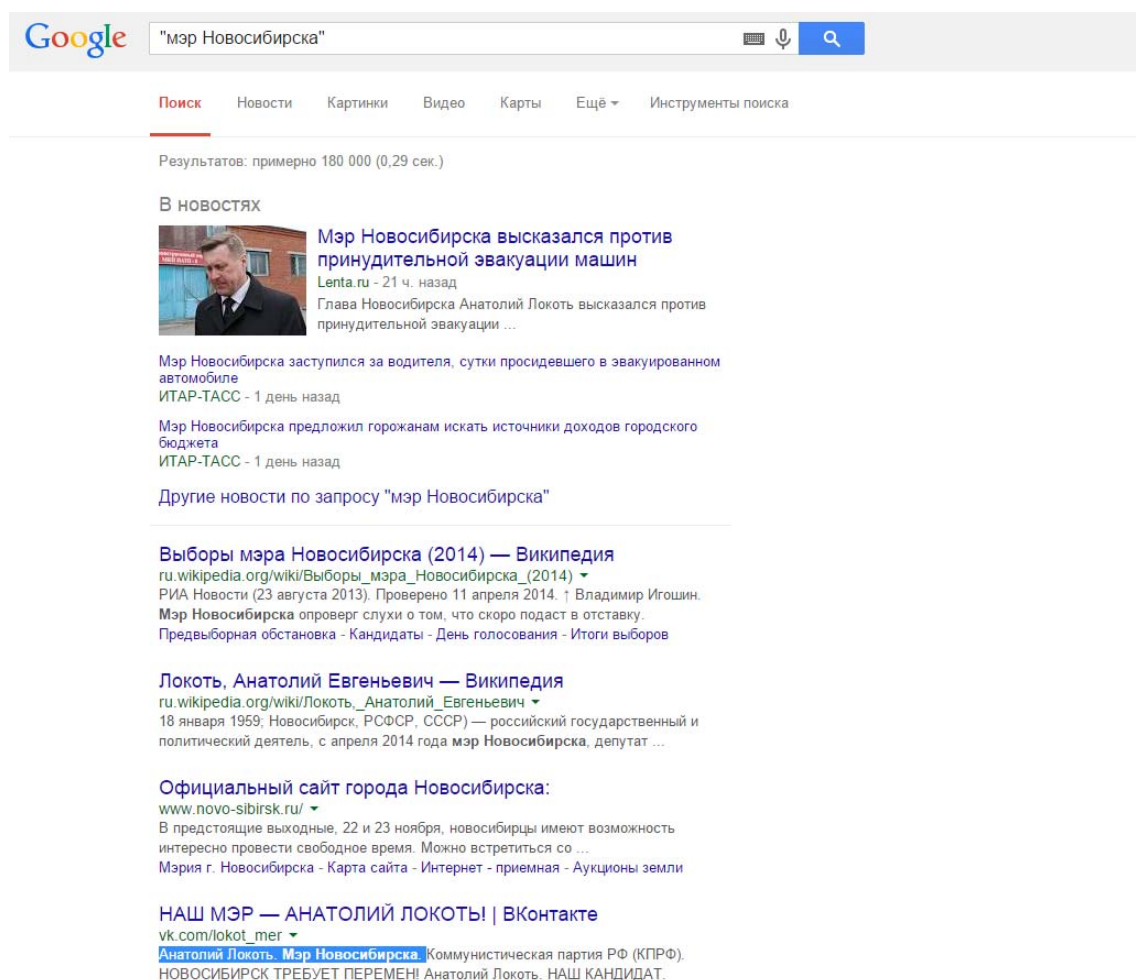 Google
"мэр Новосибирска"
Поиск Новости Картинки Видео Карты Ещё Инструменты поиска
Результатов: примерно 180 000 (0,29 сек.)
В новостях
Мэр Новосибирска высказался против
принудительной эвакуации машин
Lenta.ru - 21 ч. назад
Глава Новосибирска Анатолий Локоть высказался против
принудительной эвакуации ...
Мэр Новосибирска заступился за водителя, сутки просидевшего в эвакуированном
автомобиле
ИТАР-ТАСС - 1 день назад
Мэр Новосибирска предложил горожанам искать источники доходов городского
бюджета
ИТАР-ТАСС - 1 день назад
Другие новости по запросу "мэр Новосибирска"
Выборы мэра Новосибирска (2014) — Википедия
ru.wikipedia.org/wiki/Выборы_мэра_Новосибирска_(2014)
РИА Новости (23 августа 2013). Проверено 11 апреля 2014. ↑ Владимир Игошин.
Мэр Новосибирска опроверг слухи о том, что скоро подаст в отставку.
Предвыборная обстановка - Кандидаты - День голосования - Итоги выборов
Локоть, Анатолий Евгеньевич — Википедия
ru.wikipedia.org/wiki/Локоть,_Анатолий_Евгеньевич
18 января 1959; Новосибирск, РСФСР, СССР) — российский государственный и
политический деятель, с апреля 2014 года мэр Новосибирска, депутат ...
Официальный сайт города Новосибирска:
www.novo-sibirsk.ru/
В предстоящие выходные, 22 и 23 ноября, новосибирцы имеют возможность
интересно провести свободное время. Можно встретиться со ...
Мэрия г. Новосибирска - Карта сайта - Интернет - приемная - Аукционы земли
НАШ МЭР — АНАТОЛИЙ ЛОКОТЬ! | ВКонтакте
vk.com/lokot_mer
Анатолий Локоть. Мэр Новосибирска. Коммунистическая партия РФ (КПРФ).
НОВОСИБИРСК ТРЕБУЕТ ПЕРЕМЕН! Анатолий Локоть. НАШ КАНДИДАТ.